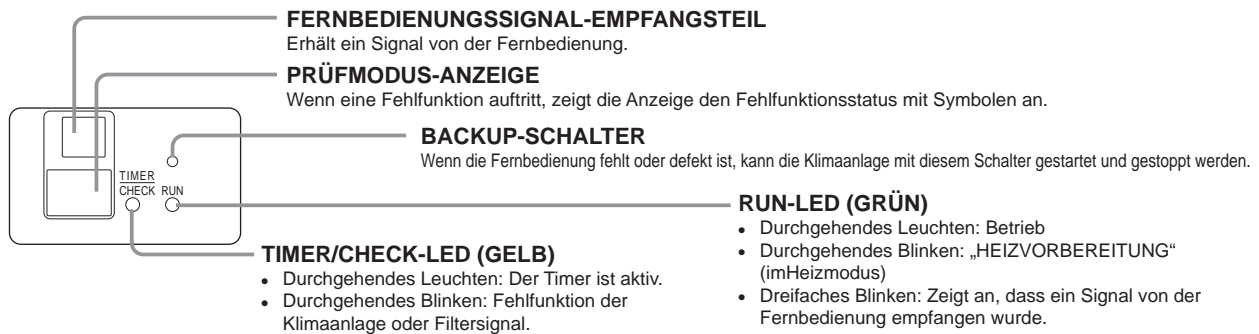 FERNBEDIENUNGSSIGNAL-EMPFANGSTEIL
Erhält ein Signal von der Fernbedienung.
PRÜFMODUS-ANZEIGE
Wenn eine Fehlfunktion auftritt, zeigt die Anzeige den Fehlfunktionsstatus mit Symbolen an.
BACKUP-SCHALTER
Wenn die Fernbedienung fehlt oder defekt ist, kann die Klimaanlage mit diesem Schalter gestartet und gestoppt werden.
TIMER
CHECK RUN
RUN-LED (GRÜN)
• Durchgehendes Leuchten: Betrieb
• Durchgehendes Blinken: „HEIZVORBEREITUNG“
(imHeizmodus)
• Dreifaches Blinken: Zeigt an, dass ein Signal von der
Fernbedienung empfangen wurde.
TIMER/CHECK-LED (GELB)
• Durchgehendes Leuchten: Der Timer ist aktiv.
• Durchgehendes Blinken: Fehlfunktion der
Klimaanlage oder Filtersignal.